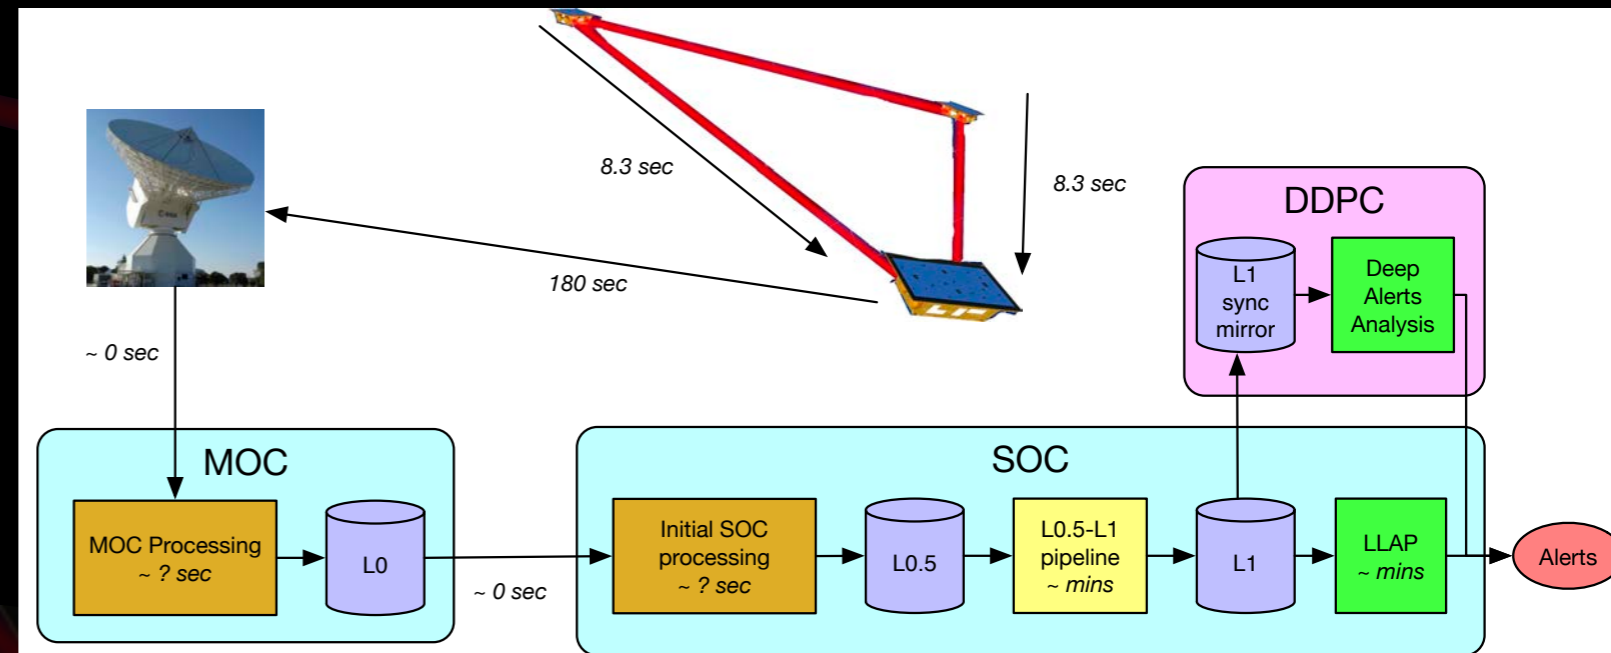 8.3 sec
8.3 sec
180 sec
~ 0 sec
DDPC
L1
sync
mirror
Deep
Alerts
Analysis
MOC
MOC Processing
~ ? sec
L0
~ 0 sec
SOC
Initial SOC
processing
~ ? sec
L0.5
L0.5-L1
pipeline
~ mins
L1
LLAP
~ mins
Alerts